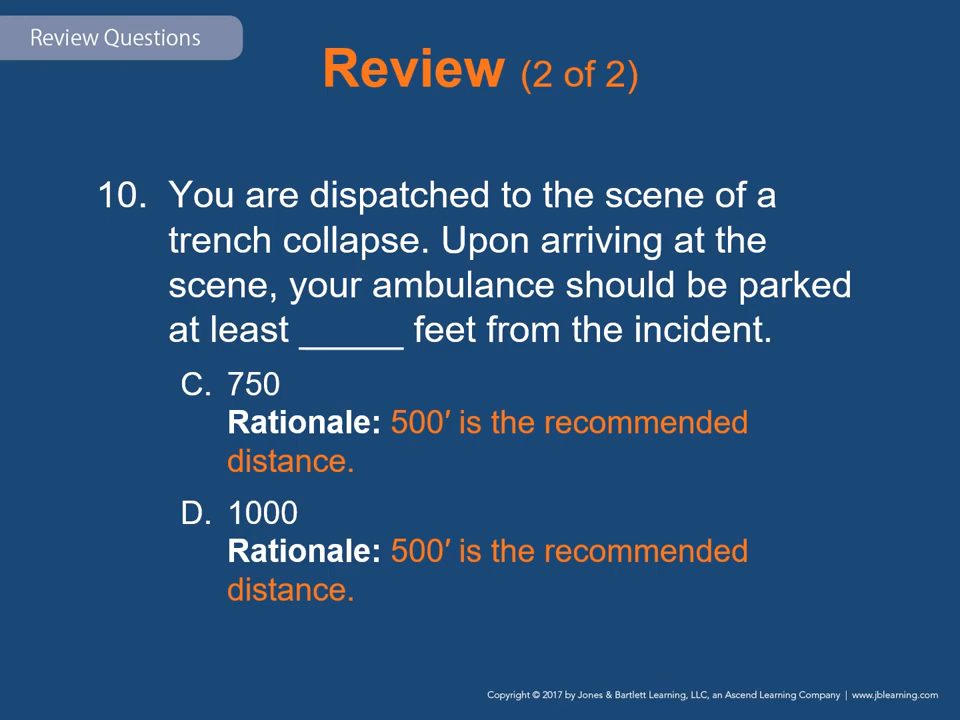 Review Questions
Review (2 of 2)
10. You are dispatched to the scene of a
trench collapse. Upon arriving at the
scene, your ambulance should be parked
at least _____ feet from the incident.
C. 750
Rationale: 500′ is the recommended
distance.
D. 1000
Rationale: 500′ is the recommended
distance.
Copyright © 2017 by Jones & Bartlett Learning, LLC, an Ascend Learning Company | www.jblearning.com